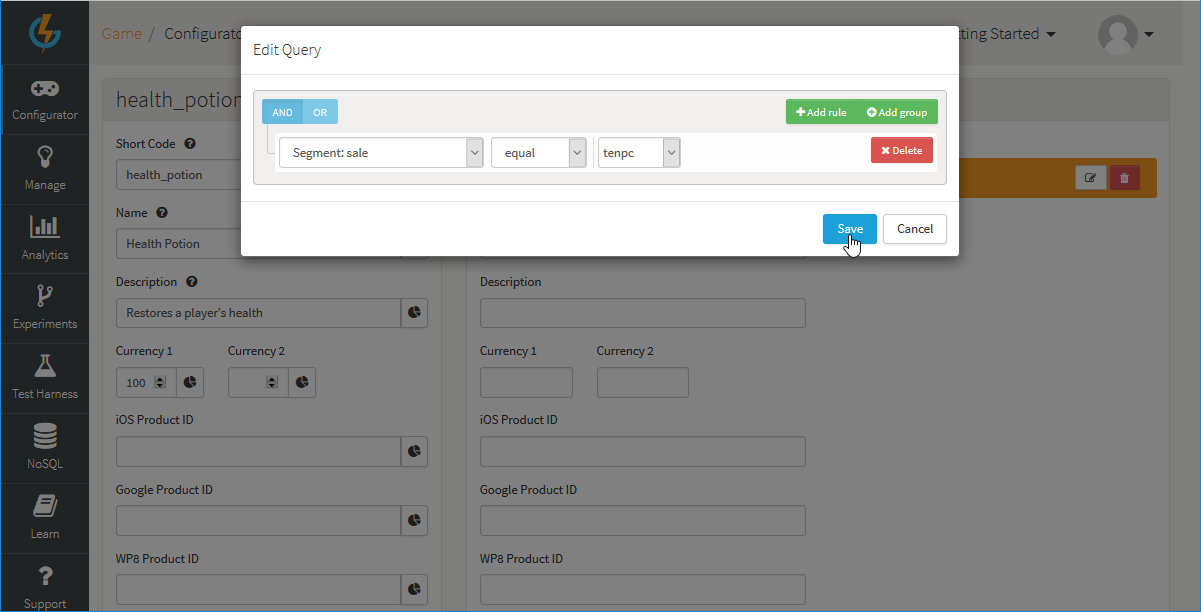 Game / Configurato
ting Started
Edit Query
AND OR
Add rule Add group
Segment: sale equal tenpc Delete
Save Cancel
Configurator
Manage
Analytics
Experiments
Test Harness
NoSQL
Learn
Support
health_potion
Short Code
health_potion
Name
Health Potion
Description
Restores a player's health
Currency 1 Currency 2
100
iOS Product ID
Google Product ID
WP8 Product ID
Description
Currency 1 Currency 2
iOS Product ID
Google Product ID
WP8 Product ID